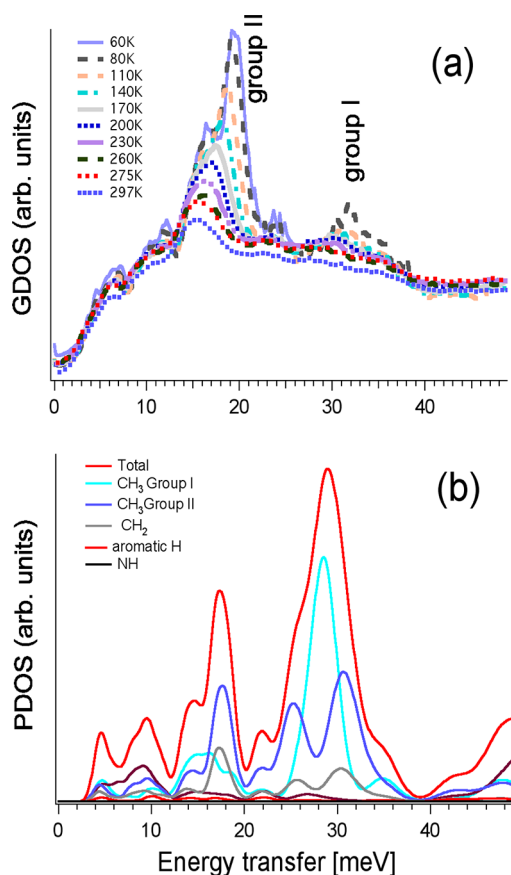 (a)
group II
group I
60K
80K
110K
140K
170K
200K
230K
260K
275K
297K
GDOS (arb. units)
0 10 20 30 40
(b)
Total
CH3 Group I
CH3Group II
CH2
aromatic H
NH
PDOS (arb. units)
0 10 20 30 40
Energy transfer [meV]